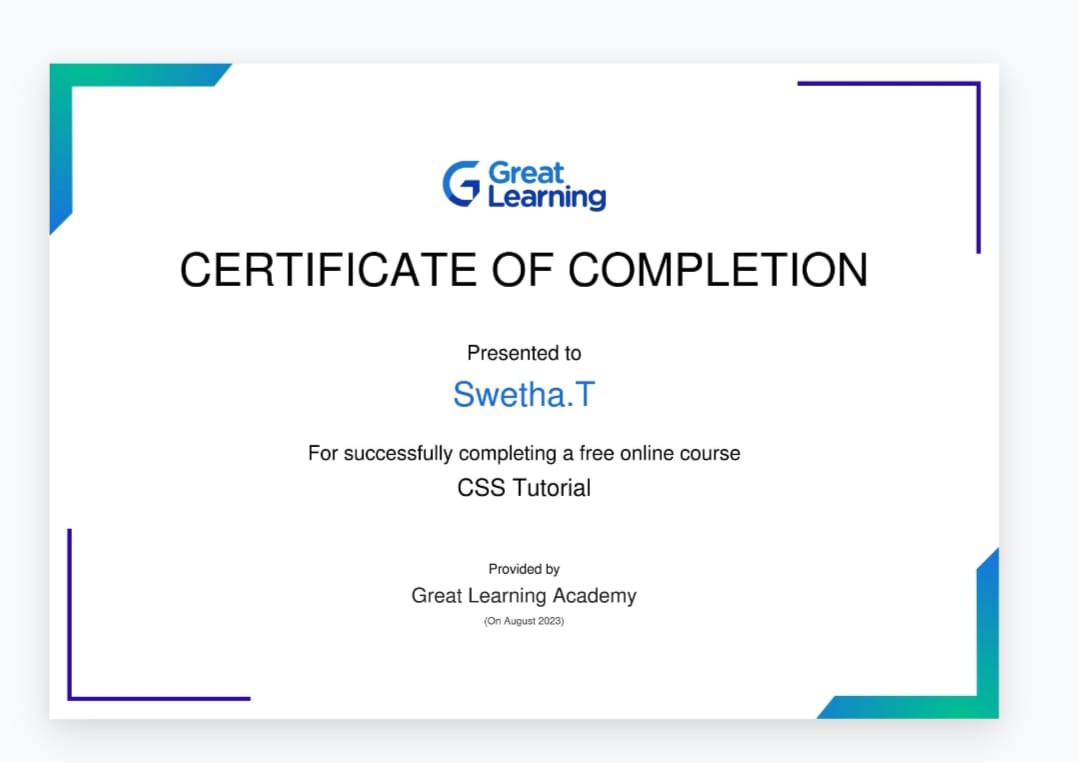 Great
Learning
CERTIFICATE OF COMPLETION
Presented to
Swetha.T
For successfully completing a free online course
CSS Tutorial
Provided by
Great Learning Academy
(On August 2023)